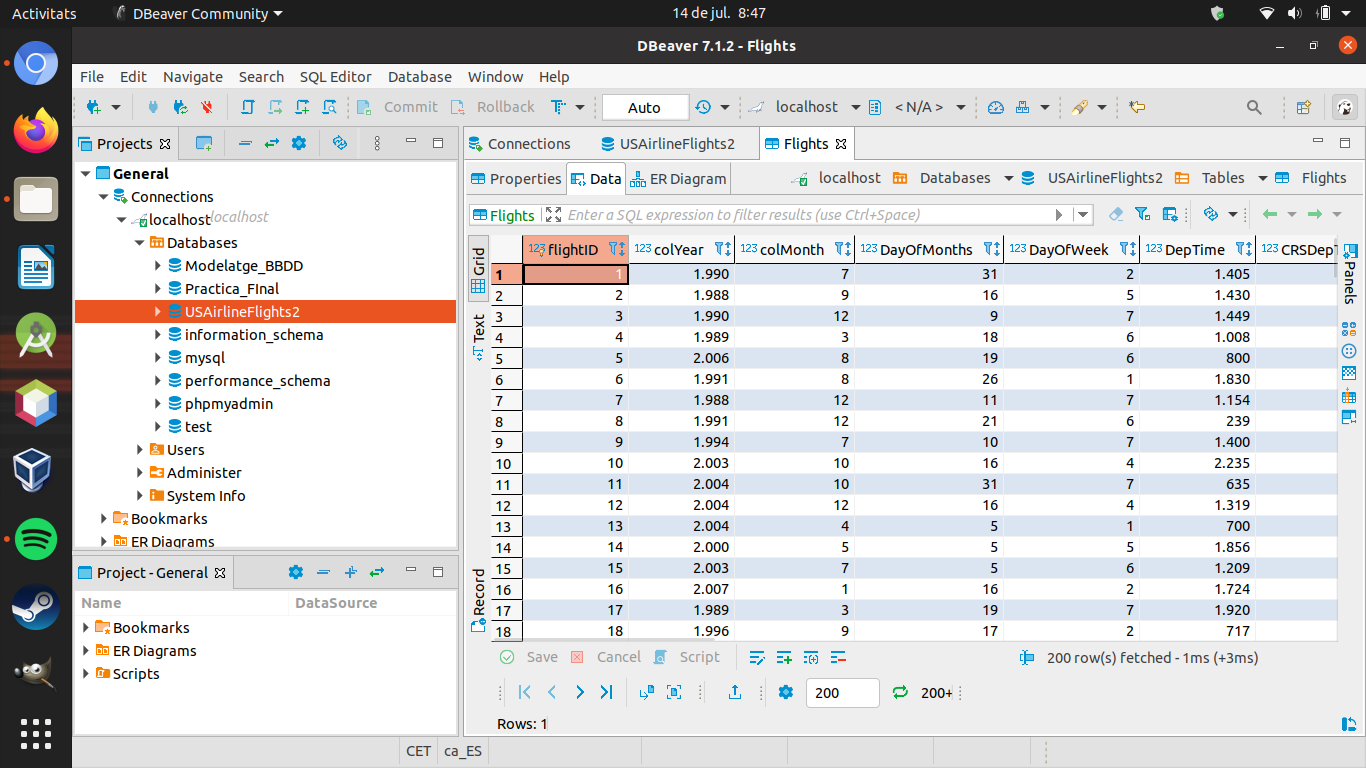 Activitats DBeaver Community 14 de jul. 8:47
DBeaver 7.1.2 - Flights
File Edit Navigate Search SQL Editor Database Window Help
Commit Rollback Auto localhost < N/A >
Projects Connections USAirlineFlights2 Flights
General
Connections
localhost localhost
Databases
Modelatge_BBDD
Practica_FInal
USAirlineFlights2
information_schema
mysql
performance_schema
phpmyadmin
test
Users
Administer
System Info
Bookmarks
ER Diagrams
Project - General
Name DataSource
Bookmarks
ER Diagrams
Scripts
Properties Data ER Diagram localhost Databases USAirlineFlights2 Tables Flights
Flights Enter a SQL expression to filter results (use Ctrl+Space)
Grid
Text
Record
123 flightID 123 colYear 123 colMonth 123 DayOfMonths 123 DayOfWeek 123 DepTime 123 CRSDepT
1 1 1.990 7 31 2 1.405
2 2 1.988 9 16 5 1.430
3 3 1.990 12 9 7 1.449
4 4 1.989 3 18 6 1.008
5 5 2.006 8 19 6 800
6 6 1.991 8 26 1 1.830
7 7 1.988 12 11 7 1.154
8 8 1.991 12 21 6 239
9 9 1.994 7 10 7 1.400
10 10 2.003 10 16 4 2.235
11 11 2.004 10 31 7 635
12 12 2.004 12 16 4 1.319
13 13 2.004 4 5 1 700
14 14 2.000 5 5 5 1.856
15 15 2.003 7 5 6 1.209
16 16 2.007 1 16 2 1.724
17 17 1.989 3 19 7 1.920
18 18 1.996 9 17 2 717
Panels
Save Cancel Script 200 row(s) fetched - 1ms (+3ms)
200 200+
Rows: 1
CET ca_ES